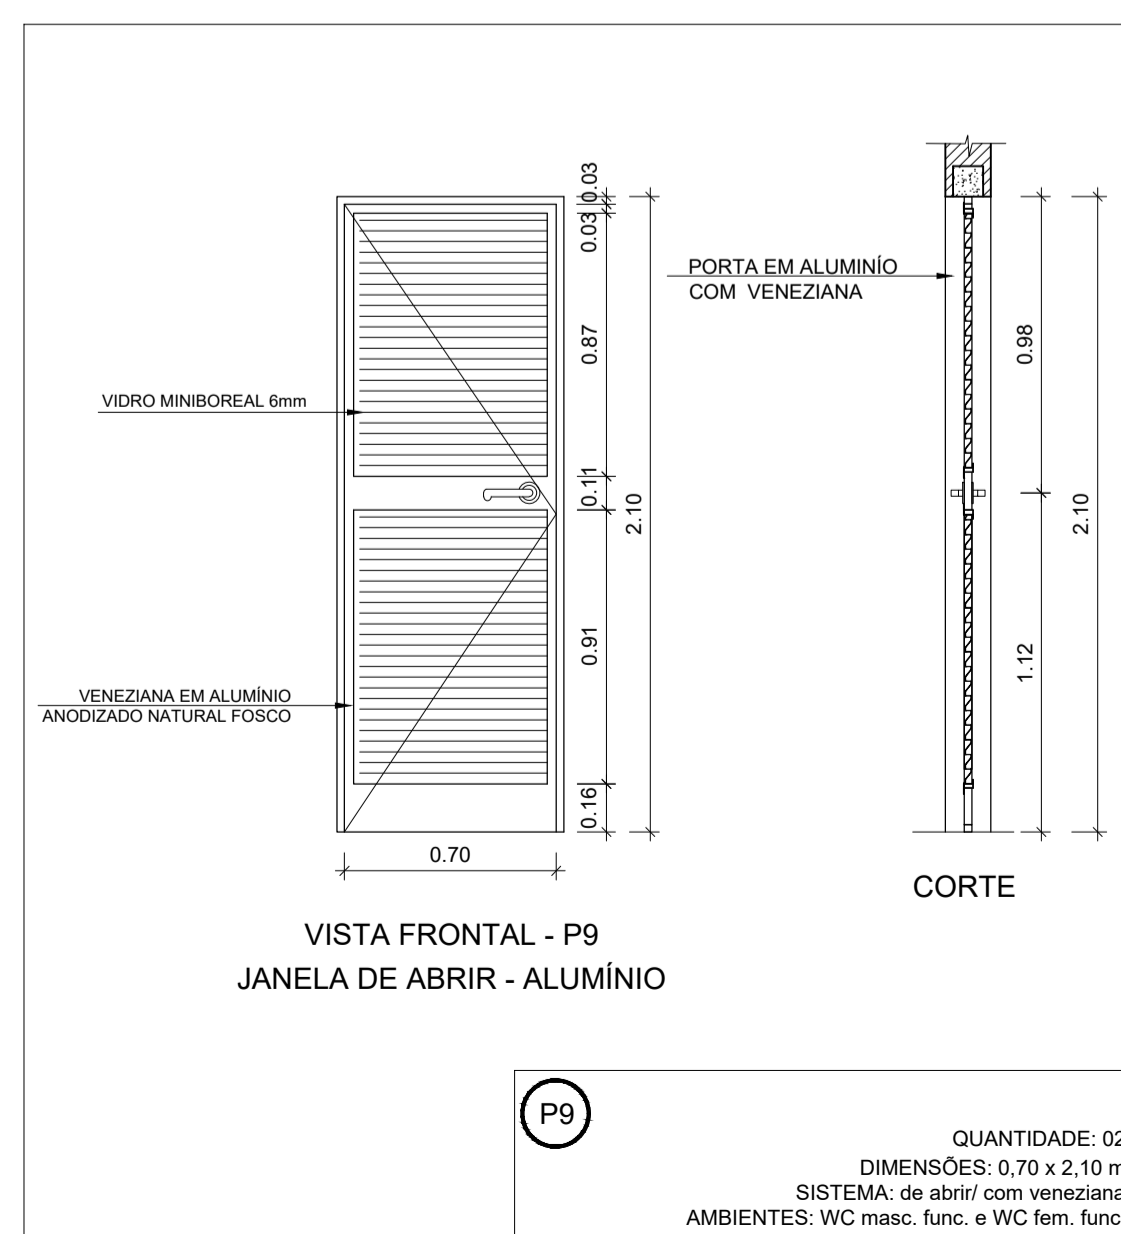 0.03
0.03
0.87
0.11
2.10
0.91
0.16
0.70
VIDRO MINIBOREAL 6mm
VENEZIANA EM ALUMÍNIO
ANODIZADO NATURAL FOSCO
VISTA FRONTAL - P9
JANELA DE ABRIR - ALUMÍNIO
PORTA EM ALUMINÍO
COM VENEZIANA
0.98
1.12
2.10
CORTE
P9
QUANTIDADE: 02
DIMENSÕES: 0,70 x 2,10 m
SISTEMA: de abrir/ com veneziana
AMBIENTES: WC masc. func. e WC fem. func